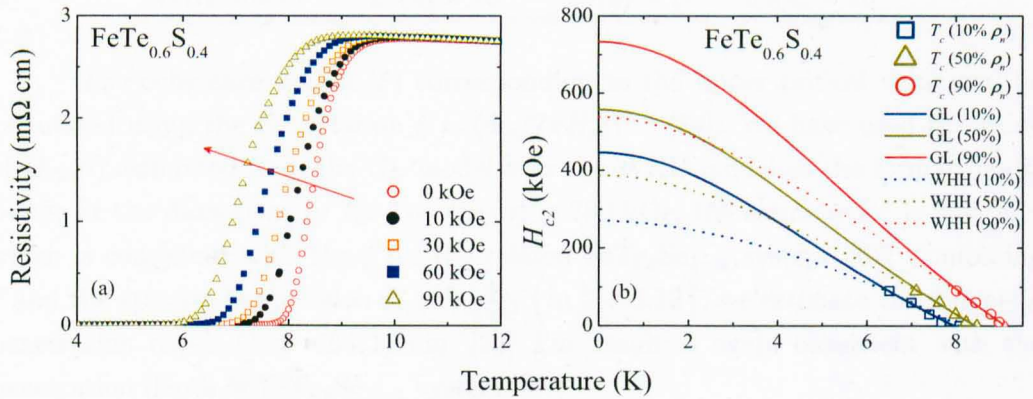 FeTe0.6S0.4
Resistivity (mΩ cm)
3
2
1
0
4
6
8
10
12
(a)
0 kOe
10 kOe
30 kOe
60 kOe
90 kOe
FeTe0.6S0.4
Hc2 (kOe)
800
600
400
200
0
0
2
4
6
8
(b)
Tc (10% ρn)
Tc (50% ρn)
Tc (90% ρn)
GL (10%)
GL (50%)
GL (90%)
WHH (10%)
WHH (50%)
WHH (90%)
Temperature (K)